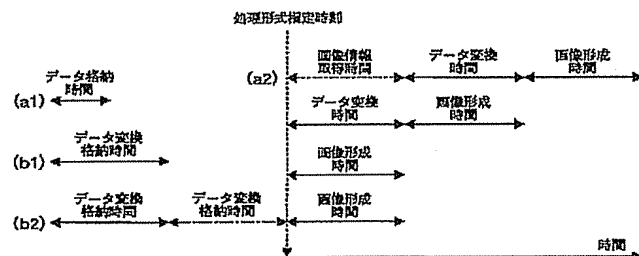 処理形式指定時刻
データ格納
時間
(a1)
(a2)
画像情報
取得時間
データ変換
時間
画像形成
時間
データ変換
時間
画像形成
時間
(b1)
データ変換
格納時間
画像形成
時間
(b2)
データ変換
格納時間
データ変換
格納時間
画像形成
時間
時間